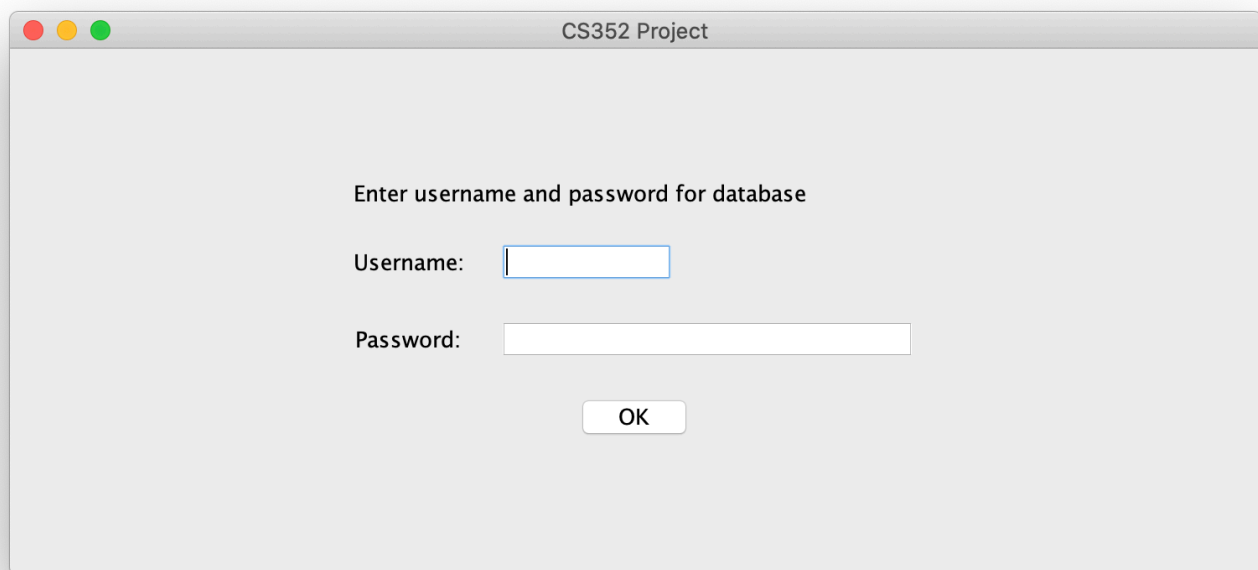 CS352 Project
Enter username and password for database
Username:
Password:
OK